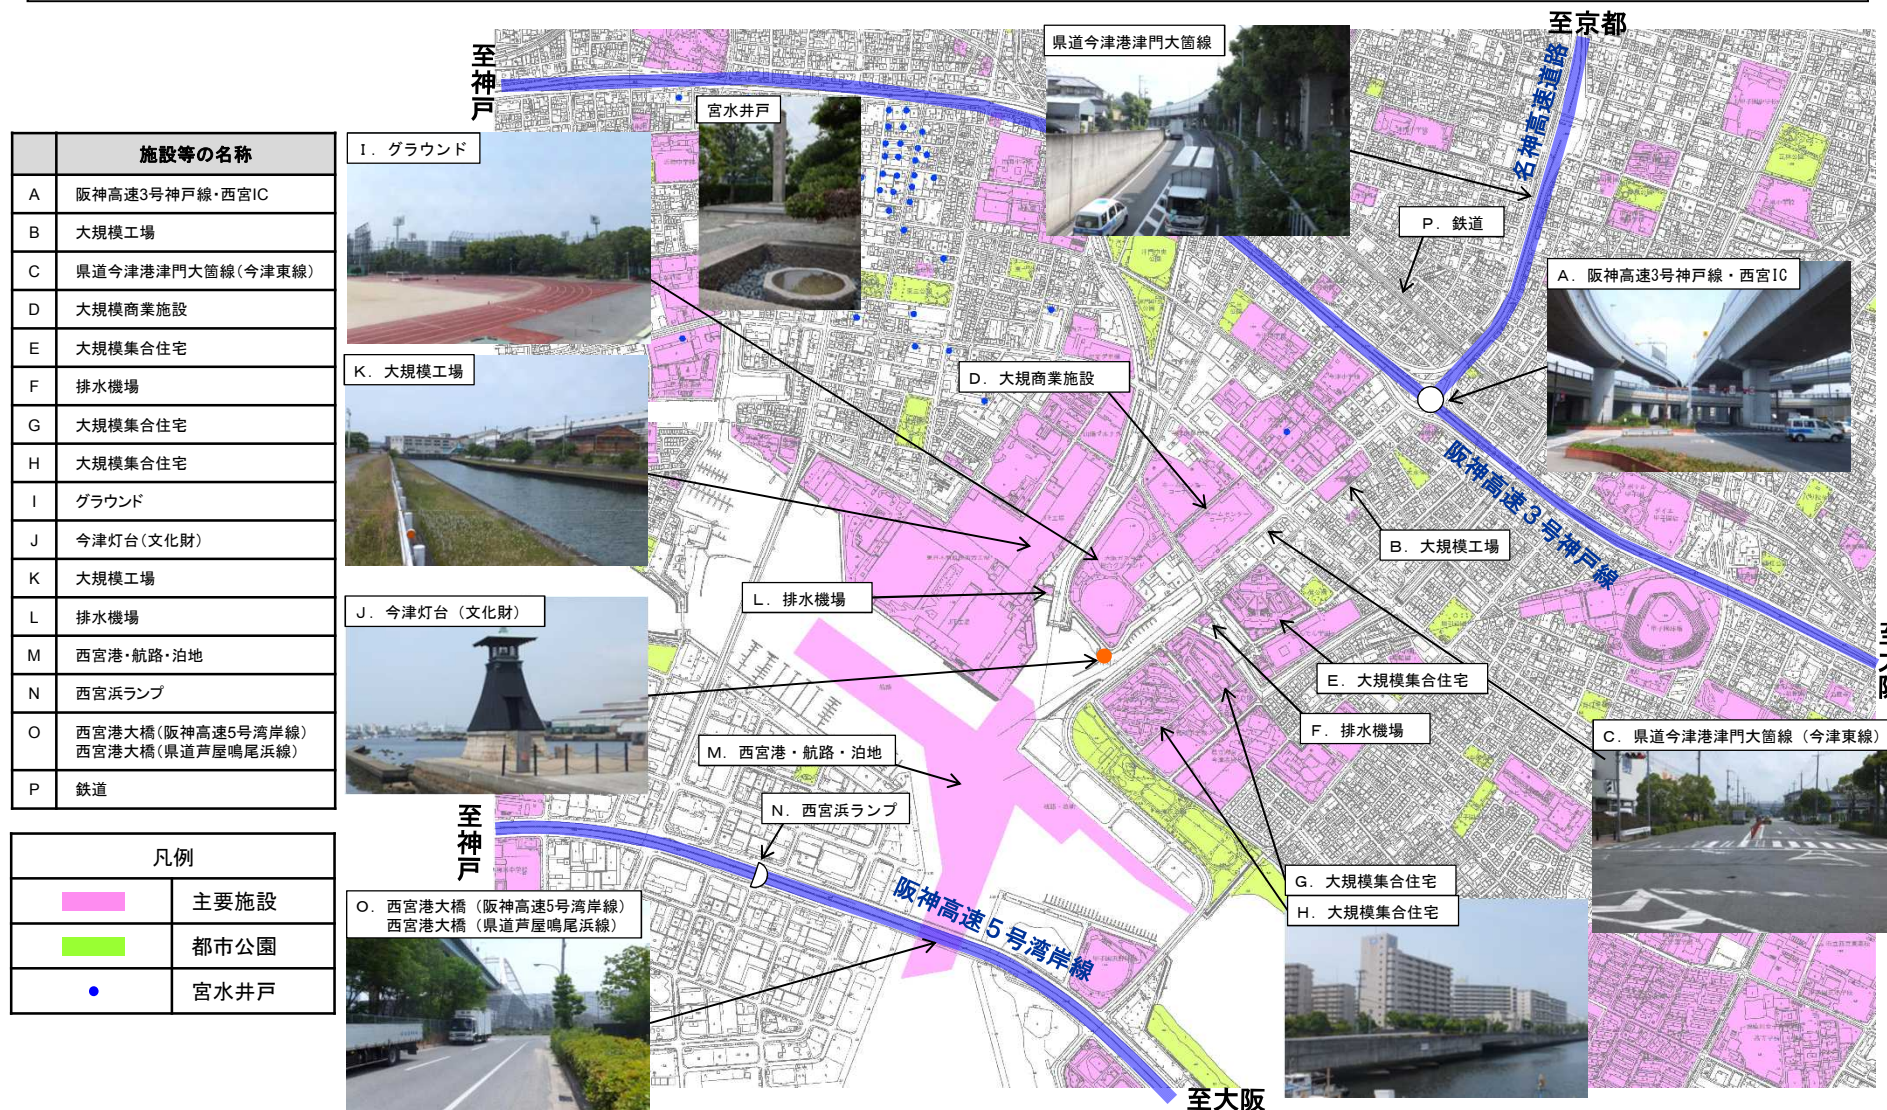 至京都
至神戸
名神高速道路
県道今津港津門大箇線
宮水井戸
施設等の名称
A 阪神高速3号神戸線・西宮IC
B 大規模工場
C 県道今津港津門大箇線(今津東線)
D 大規模商業施設
E 大規模集合住宅
F 排水機場
G 大規模集合住宅
H 大規模集合住宅
I グラウンド
J 今津灯台(文化財)
K 大規模工場
L 排水機場
M 西宮港・航路・泊地
N 西宮浜ランプ
O 西宮港大橋(阪神高速5号湾岸線)
西宮港大橋(県道芦屋鳴尾浜線)
P 鉄道
凡例
主要施設
都市公園
宮水井戸
I．グラウンド
P．鉄道
A．阪神高速3号神戸線・西宮IC
K．大規模工場
D．大規商業施設
阪神高速３号神戸線
B．大規模工場
L．排水機場
J．今津灯台（文化財）
至大阪
E．大規模集合住宅
F．排水機場
C．県道今津港津門大箇線（今津東線）
M．西宮港・航路・泊地
N．西宮浜ランプ
至神戸
G．大規模集合住宅
H．大規模集合住宅
O．西宮港大橋（阪神高速5号湾岸線）
西宮港大橋（県道芦屋鳴尾浜線）
阪神高速５号湾岸線
至大阪